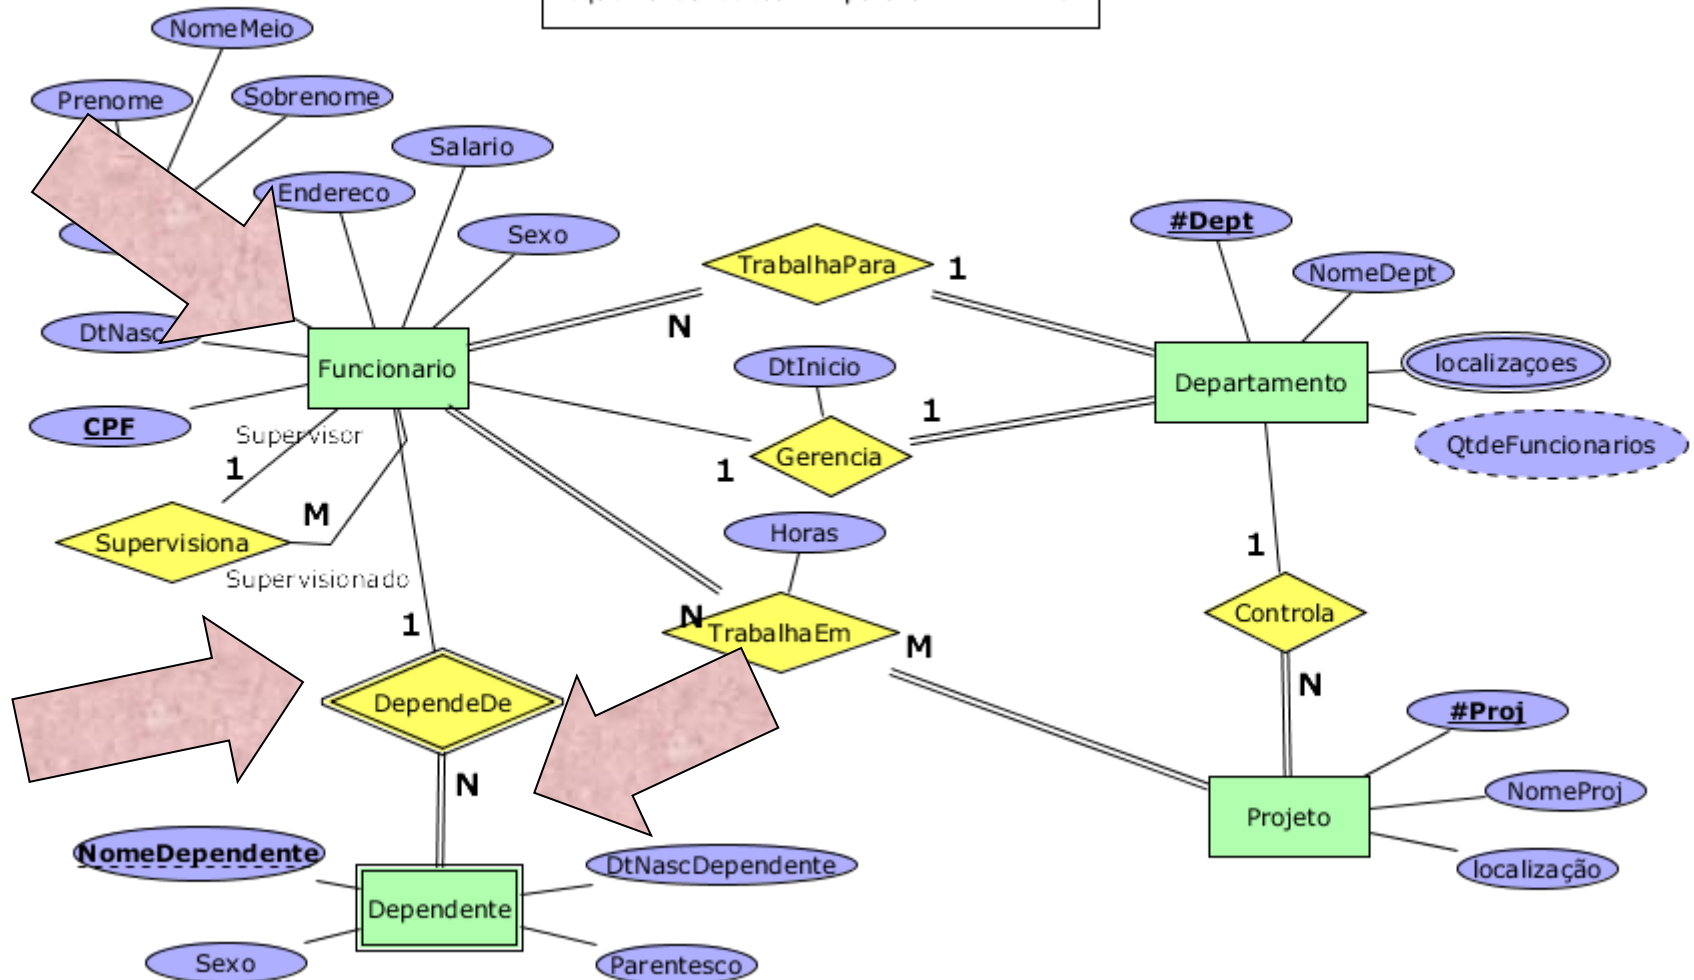 NomeMeio
Prenome
Sobrenome
Salario
Endereco
Sexo
TrabalhaPara
1
N
#Dept
NomeDept
DtNasc
Funcionario
DtInicio
1
Departamento
localizaçoes
CPF
Supervisor
1
Gerencia
1
QtdeFuncionarios
M
Supervisiona
Supervisionado
Horas
1
Controla
1
N
TrabalhaEm
M
N
DependeDe
#Proj
N
NomeProj
Projeto
NomeDependente
DtNascDependente
localização
Dependente
Sexo
Parentesco